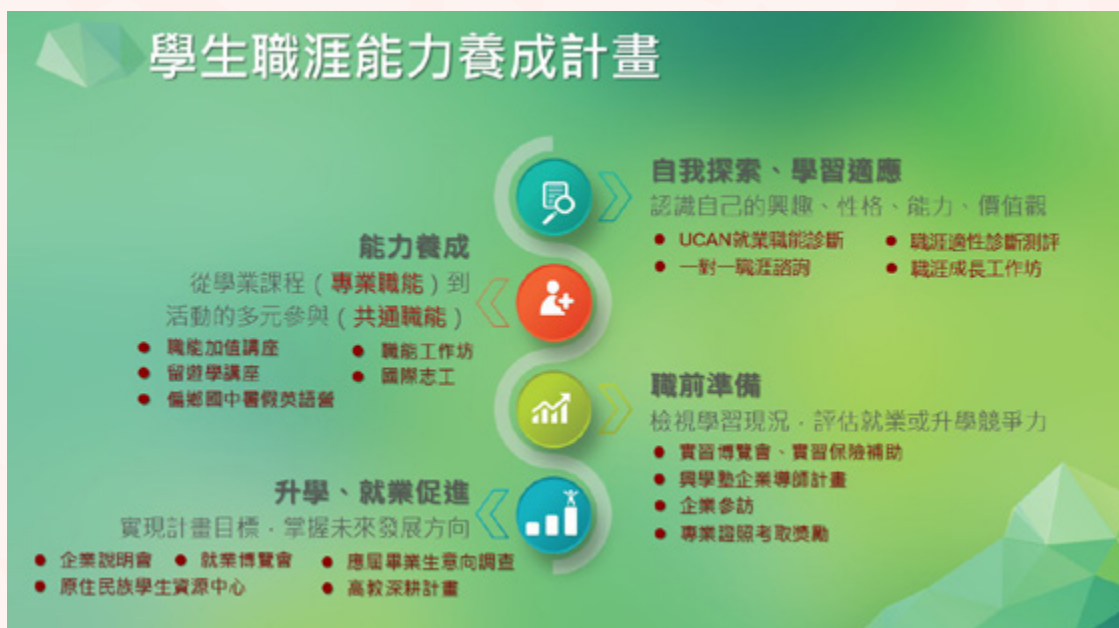 學生職涯能力養成計畫
自我探索、學習適應
認識自己的興趣、性格、能力、價值觀
● UCAN就業職能診斷 ● 職涯適性診斷測評
● 一對一職涯諮詢 ● 職涯成長工作坊
能力養成
從學業課程(專業職能)到
活動的多元參與(共通職能)
● 職能加值講座 ● 職能工作坊
● 留遊學講座 ● 國際志工
● 偏鄉國中暑假英語營
職前準備
檢視學習現況,評估就業或升學競爭力
● 實習博覽會、實習保險補助
● 興學塾企業導師計畫
● 企業參訪
● 專業證照考取獎勵
升學、就業促進
實現計畫目標,掌握未來發展方向
● 企業說明會 ● 就業博覽會 ● 應屆畢業生意向調查
● 原住民族學生資源中心 ● 高教深耕計畫